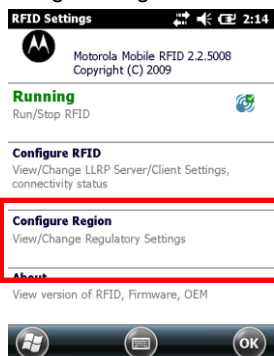 RFID Settings 2:14
Motorola Mobile RFID 2.2.5008
Copyright (C) 2009
Running
Run/Stop RFID
Configure RFID
View/Change LLRP Server/Client Settings,
connectivity status
Configure Region
View/Change Regulatory Settings
About
View version of RFID, Firmware, OEM
OK